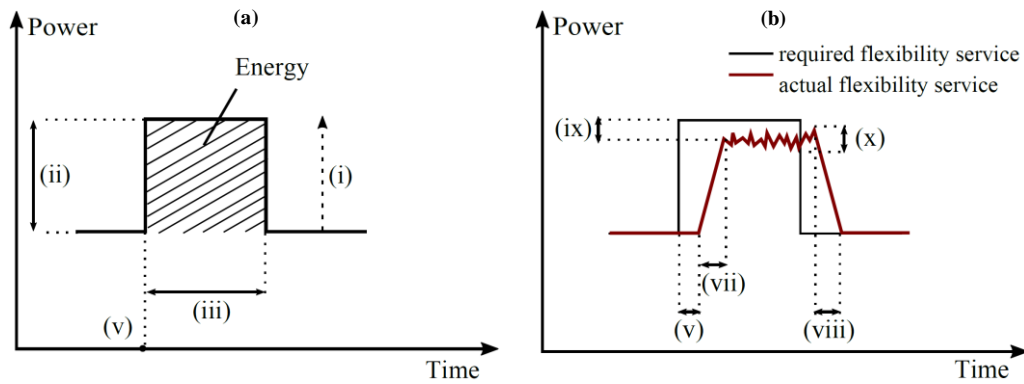 (a)
Power
Energy
(ii)
(i)
(iii)
(v)
Time
(b)
Power
required flexibility service
actual flexibility service
(ix)
(x)
(vii)
(v)
(viii)
Time